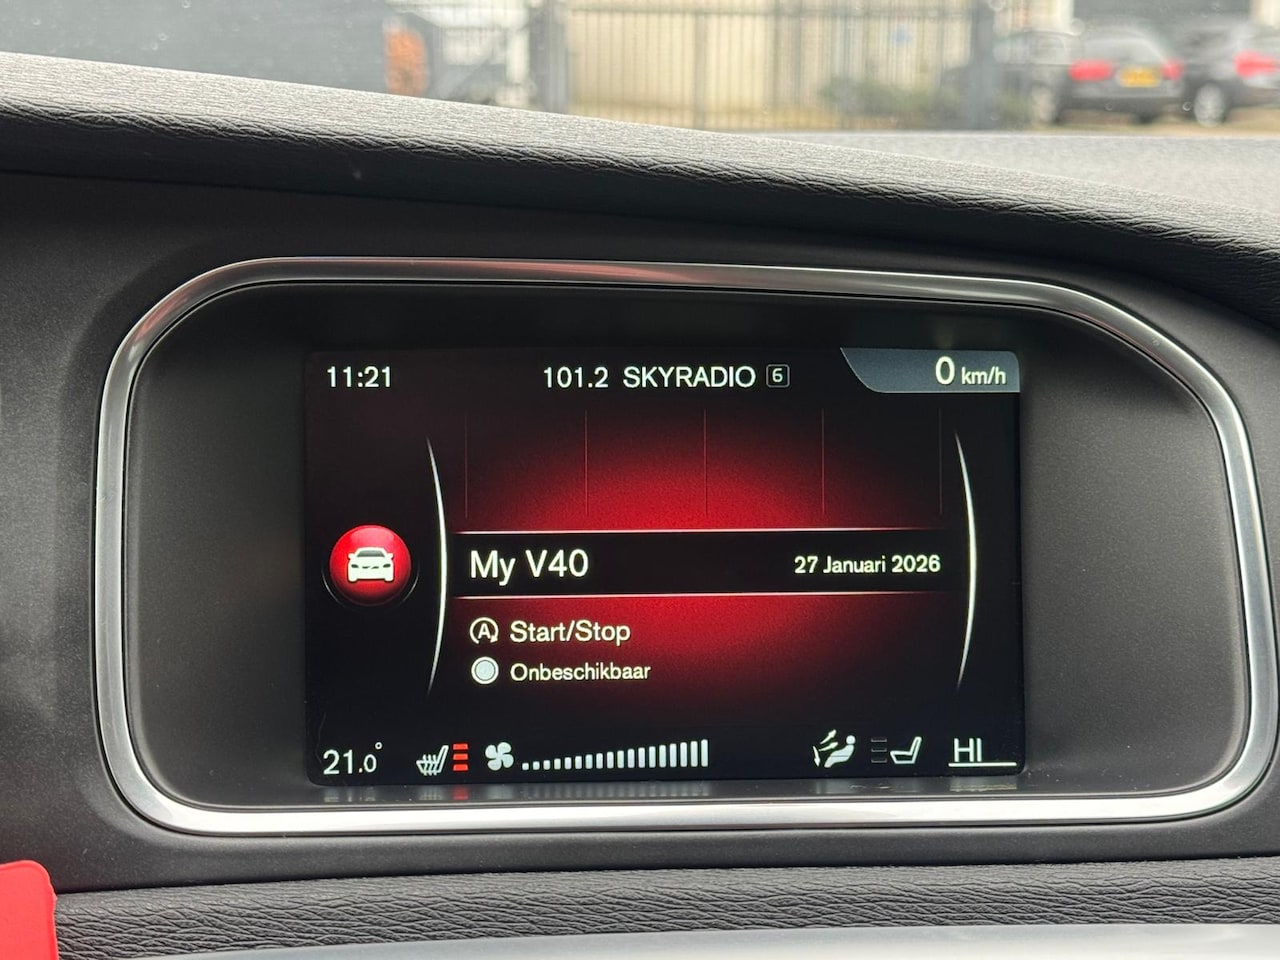 11:21
101.2 SKYRADIO 6
0 km/h
My V40
27 Januari 2026
A Start/Stop
Onbeschikbaar
21.0°
HI